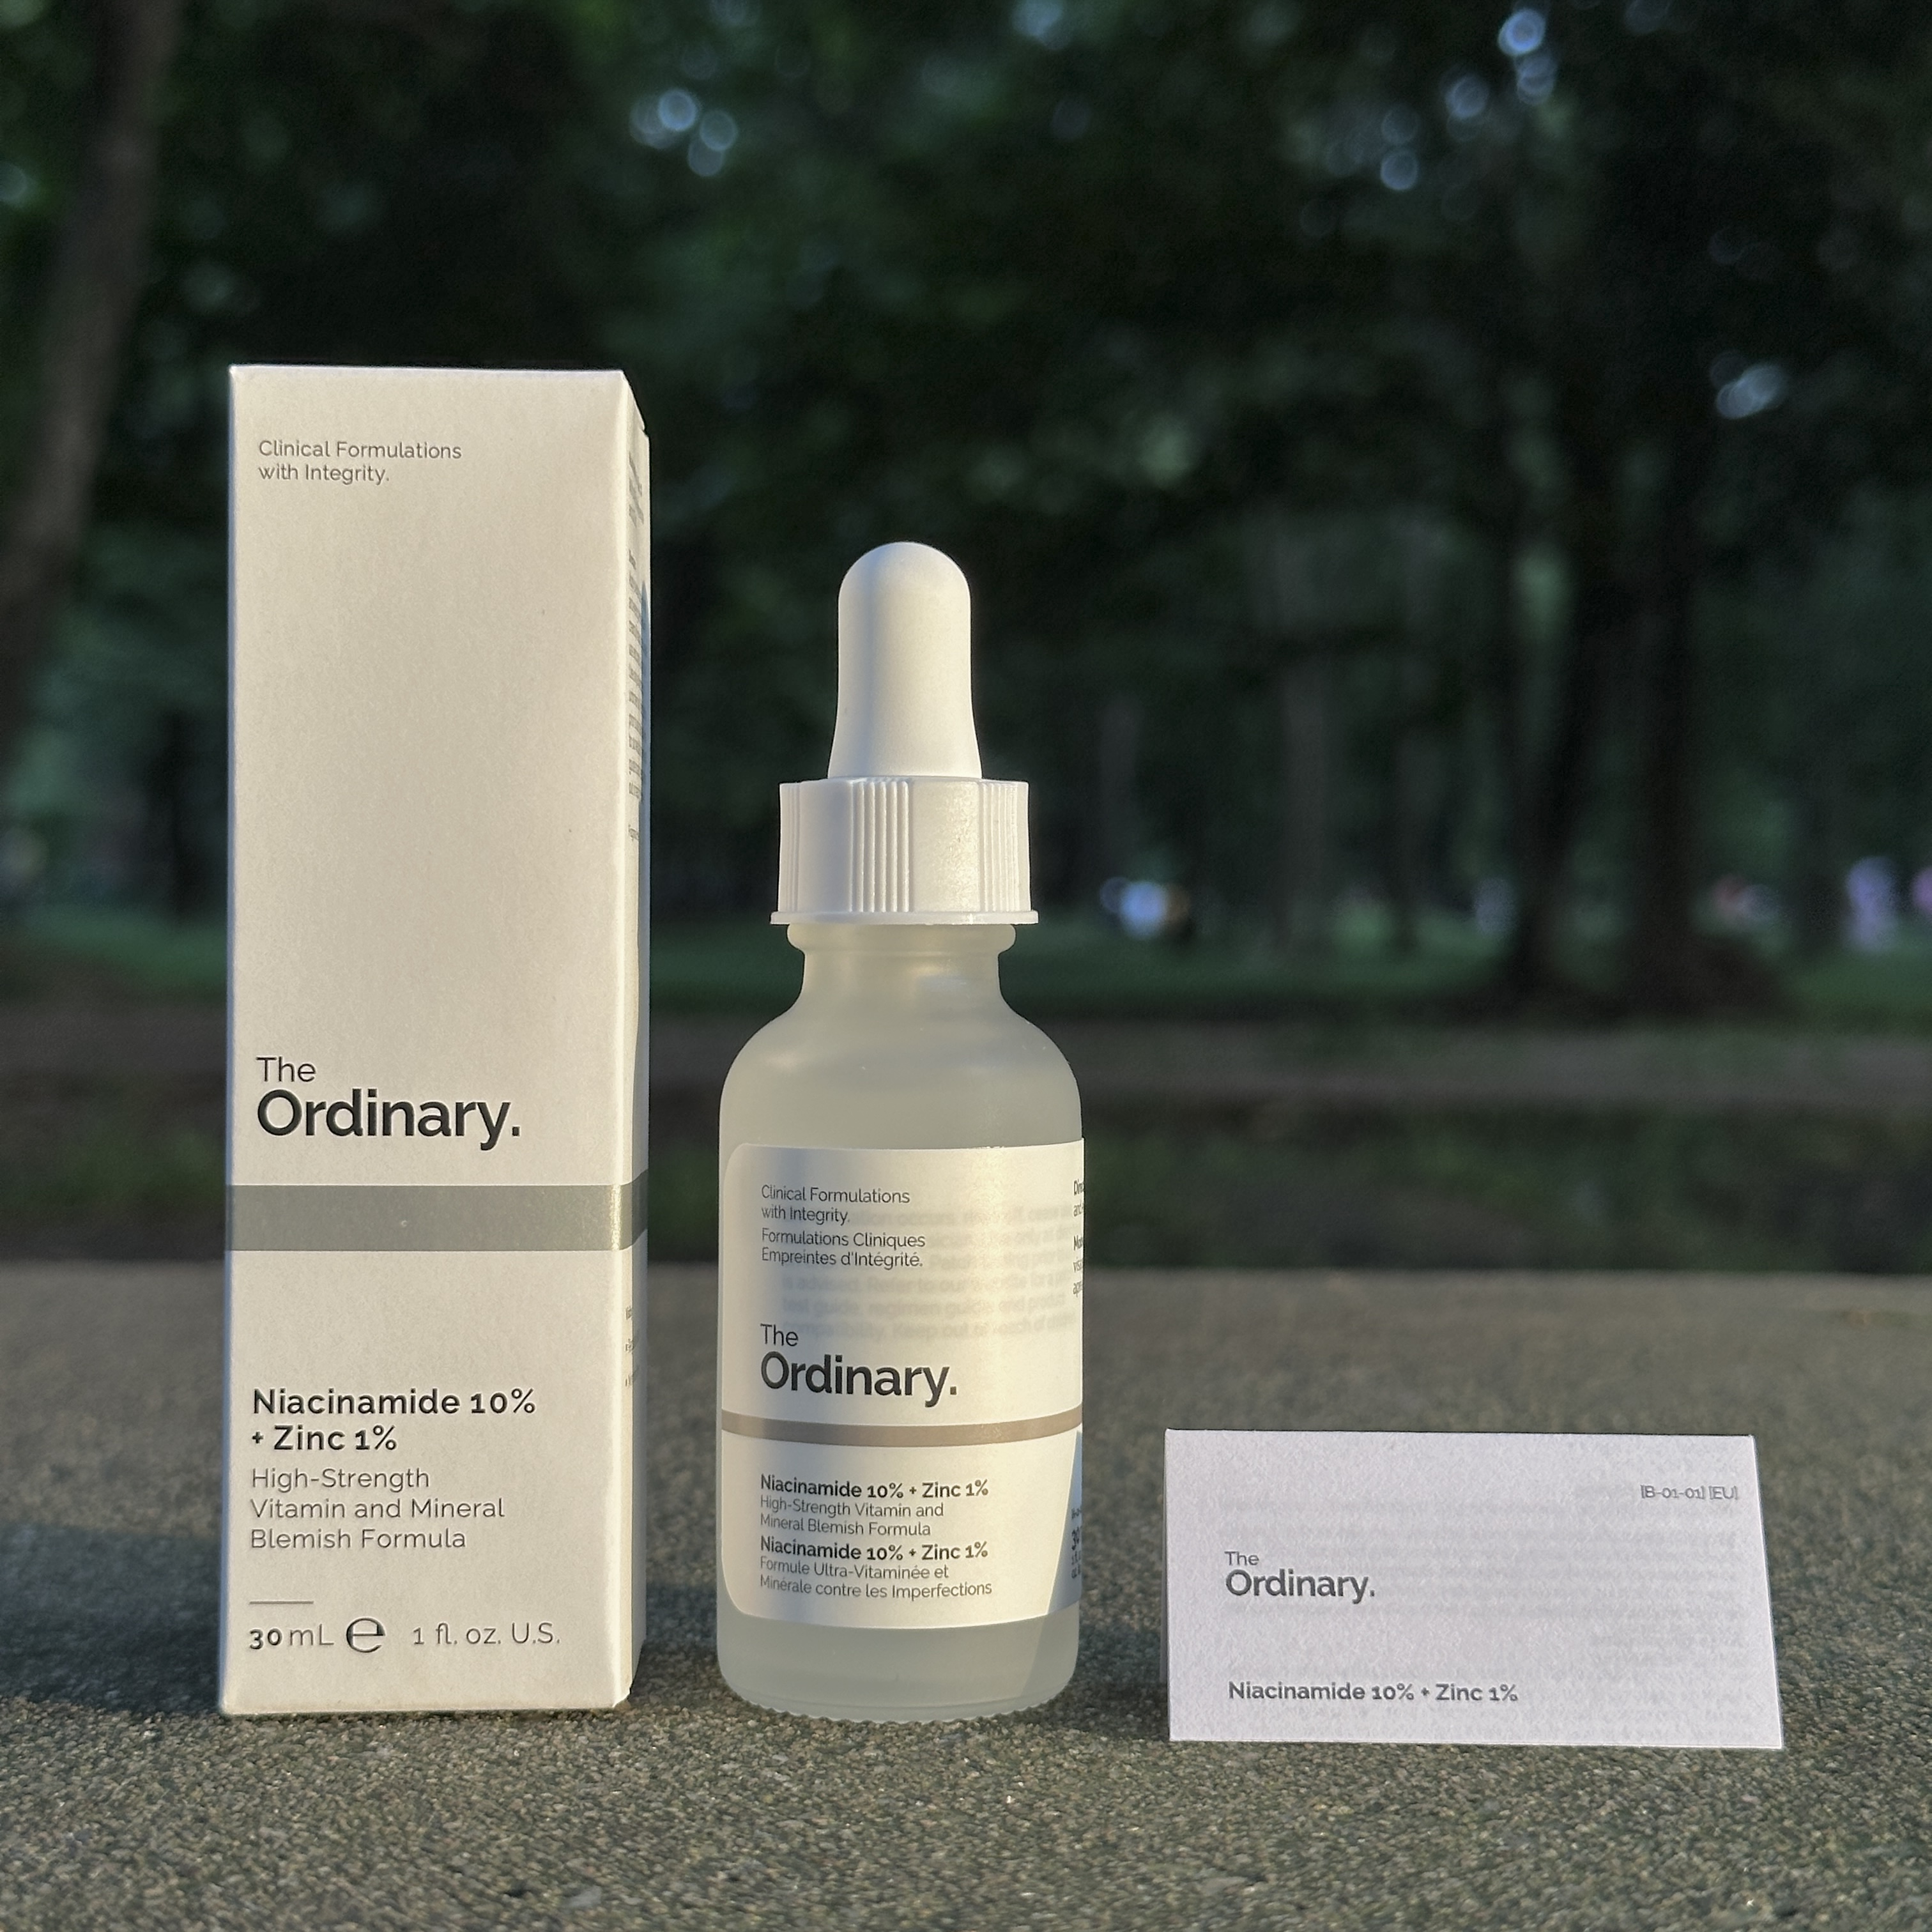 Clinical Formulations
with Integrity.
The
Ordinary.
Niacinamide 10%
+ Zinc 1%
High-Strength
Vitamin and Mineral
Blemish Formula
30 mL ℮ 1 fl. oz. U.S.
Clinical Formulations
with Integrity.
Formulations Cliniques
Empreintes d'Intégrité.
The
Ordinary.
Niacinamide 10% + Zinc 1%
High-Strength Vitamin and
Mineral Blemish Formula
Niacinamide 10% + Zinc 1%
Formule Ultra-Vitaminée et
Minérale contre les Imperfections
[B-01-01] [EU]
The
Ordinary.
Niacinamide 10% + Zinc 1%